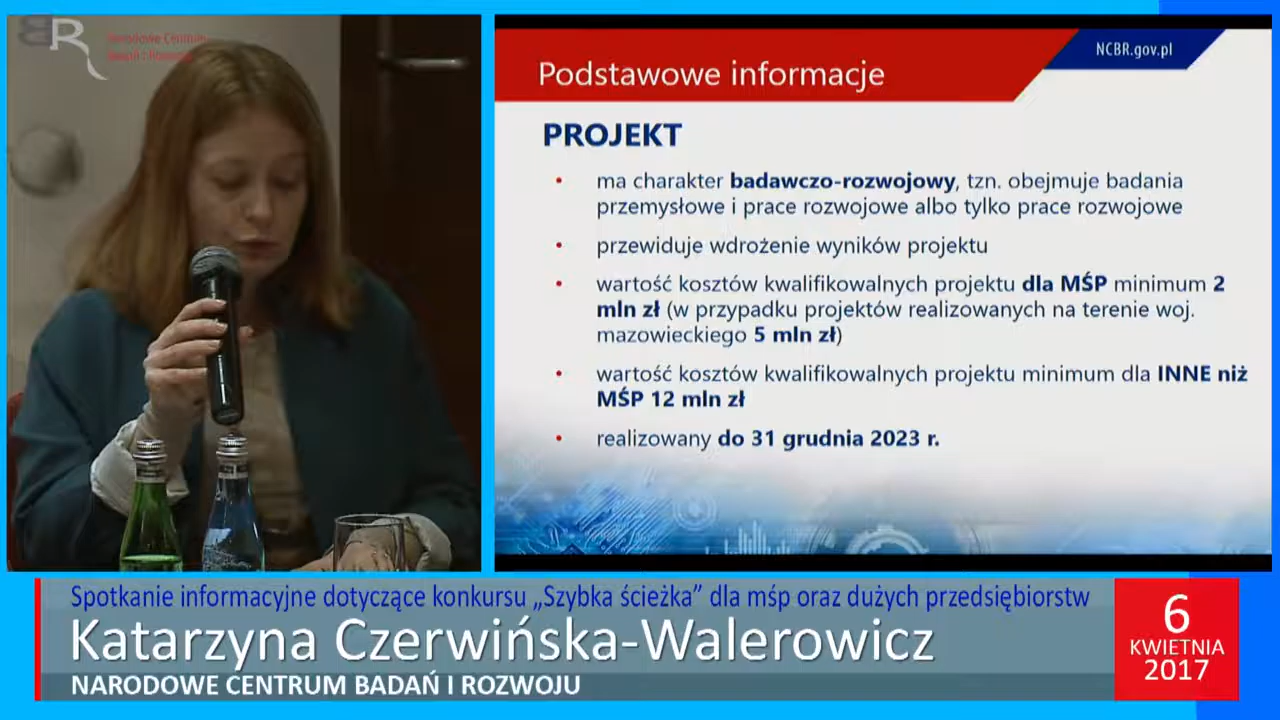 Narodowe Centrum
NCBR.gov.pl
Podstawowe informacje
PROJEKT
• ma charakter badawczo-rozwojowy, tzn. obejmuje badania
przemysłowe i prace rozwojowe albo tylko prace rozwojowe
• przewiduje wdrożenie wyników projektu
• wartość kosztów kwalifikowalnych projektu dla MŚP minimum 2
mln zł (w przypadku projektów realizowanych na terenie woj.
mazowieckiego 5 mln zł)
• wartość kosztów kwalifikowalnych projektu minimum dla INNE niż
MŚP 12 mln zł
• realizowany do 31 grudnia 2023 r.
Spotkanie informacyjne dotyczące konkursu „Szybka ścieżka” dla mśp oraz dużych przedsiębiorstw
Katarzyna Czerwińska-Walerowicz
NARODOWE CENTRUM BADAŃ I ROZWOJU
6
KWIETNIA
2017